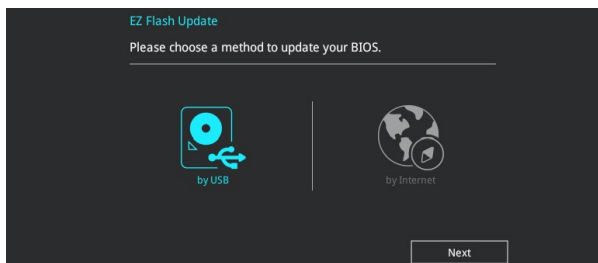 EZ Flash Update
Please choose a method to update your BIOS.
by USB
by Internet
Next